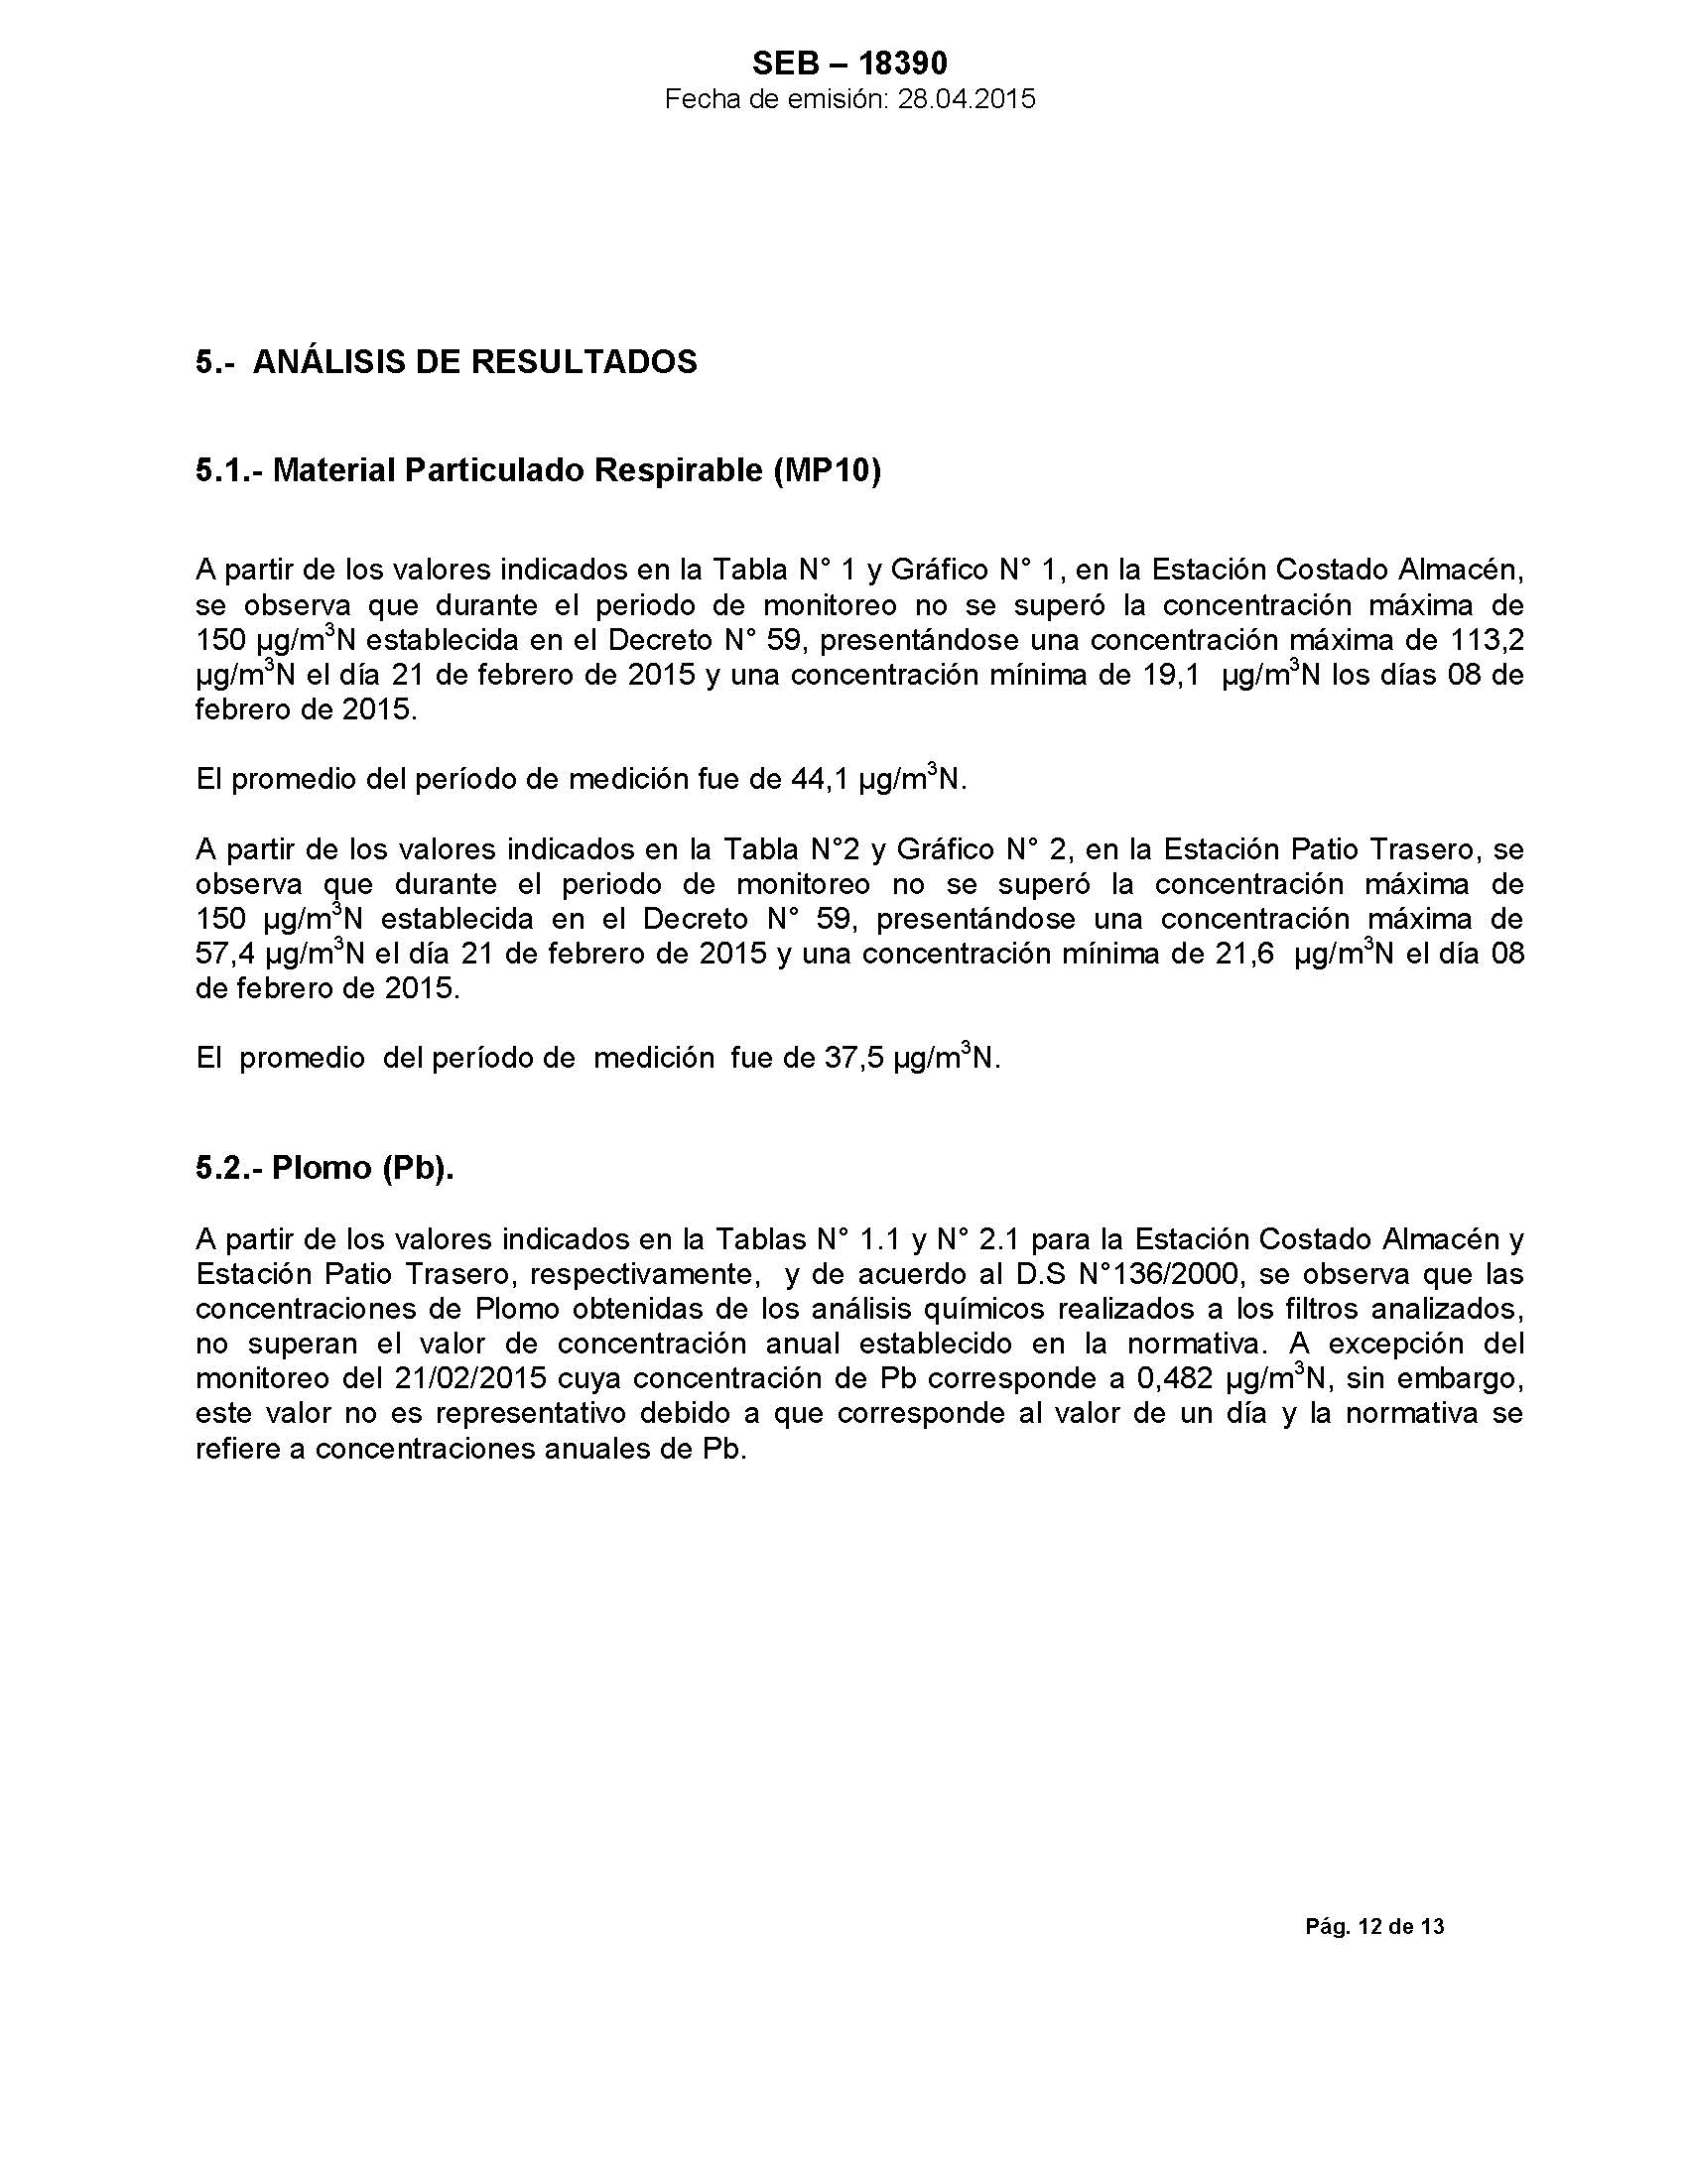 SEB – 18390
Fecha de emisión: 28.04.2015
5.- ANÁLISIS DE RESULTADOS
5.1.- Material Particulado Respirable (MP10)
A partir de los valores indicados en la Tabla N° 1 y Gráfico N° 1, en la Estación Costado Almacén,
se observa que durante el periodo de monitoreo no se superó la concentración máxima de
150 µg/m³N establecida en el Decreto N° 59, presentándose una concentración máxima de 113,2
µg/m³N el día 21 de febrero de 2015 y una concentración mínima de 19,1 µg/m³N los días 08 de
febrero de 2015.
El promedio del período de medición fue de 44,1 µg/m³N.
A partir de los valores indicados en la Tabla N°2 y Gráfico N° 2, en la Estación Patio Trasero, se
observa que durante el periodo de monitoreo no se superó la concentración máxima de
150 µg/m³N establecida en el Decreto N° 59, presentándose una concentración máxima de
57,4 µg/m³N el día 21 de febrero de 2015 y una concentración mínima de 21,6 µg/m³N el día 08
de febrero de 2015.
El promedio del período de medición fue de 37,5 µg/m³N.
5.2.- Plomo (Pb).
A partir de los valores indicados en la Tablas N° 1.1 y N° 2.1 para la Estación Costado Almacén y
Estación Patio Trasero, respectivamente, y de acuerdo al D.S N°136/2000, se observa que las
concentraciones de Plomo obtenidas de los análisis químicos realizados a los filtros analizados,
no superan el valor de concentración anual establecido en la normativa. A excepción del
monitoreo del 21/02/2015 cuya concentración de Pb corresponde a 0,482 µg/m³N, sin embargo,
este valor no es representativo debido a que corresponde al valor de un día y la normativa se
refiere a concentraciones anuales de Pb.
Pág. 12 de 13